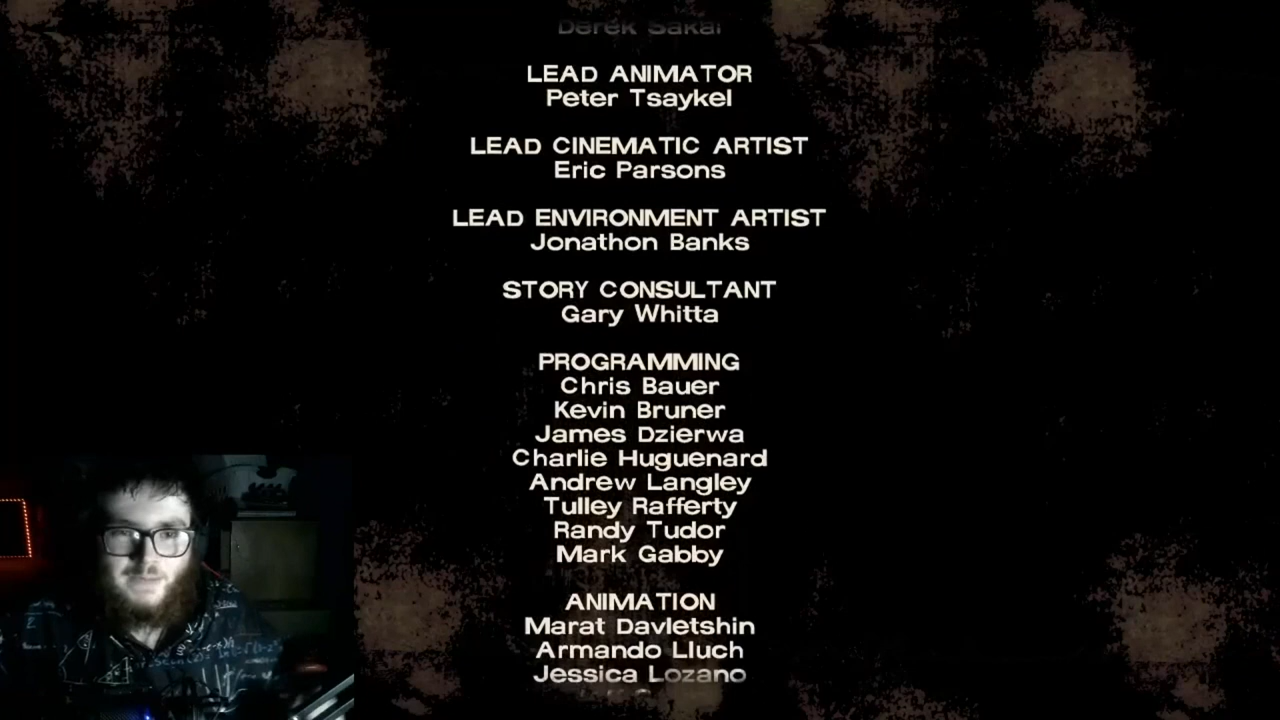 Derek Sakai
LEAD ANIMATOR
Peter Tsaykel
LEAD CINEMATIC ARTIST
Eric Parsons
LEAD ENVIRONMENT ARTIST
Jonathon Banks
STORY CONSULTANT
Gary Whitta
PROGRAMMING
Chris Bauer
Kevin Bruner
James Dzierwa
Charlie Huguenard
Andrew Langley
Tulley Rafferty
Randy Tudor
Mark Gabby
ANIMATION
Marat Davletshin
Armando Lluch
Jessica Lozano